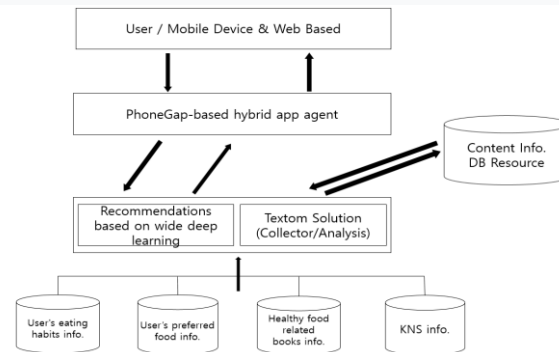 User / Mobile Device & Web Based
PhoneGap-based hybrid app agent
Content Info.
DB Resource
Recommendations
based on wide deep
learning
Textom Solution
(Collector/Analysis)
User's eating
habits info.
User's preferred
food info.
Healthy food
related
books info.
KNS info.